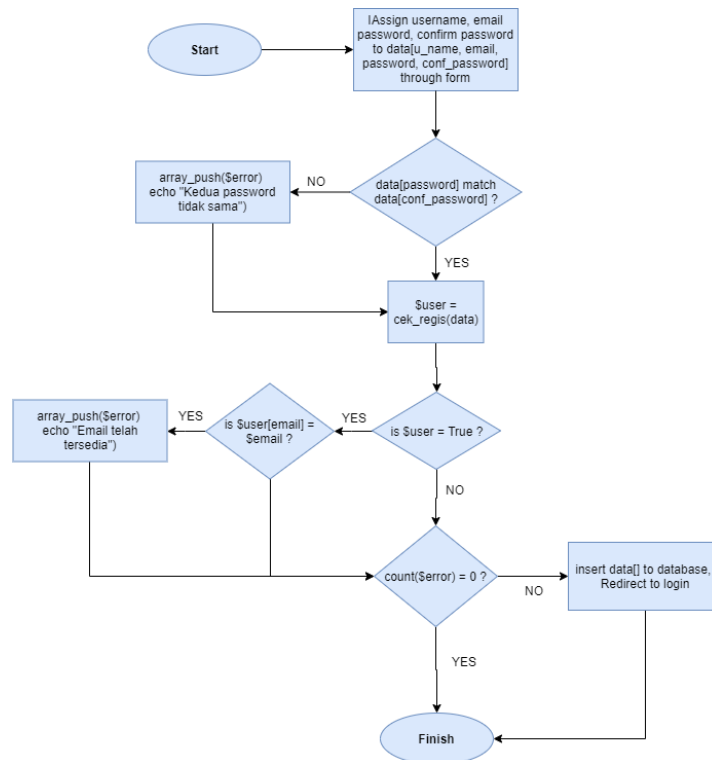 Start
IAssign username, email
password, confirm password
to data[u_name, email,
password, conf_password]
through form
array_push($error)
echo "Kedua password
tidak sama")
NO
data[password] match
data[conf_password] ?
YES
$user =
cek_regis(data)
array_push($error)
echo "Email telah
tersedia")
YES
is $user[email] =
$email ?
YES
is $user = True ?
NO
count($error) = 0 ?
NO
insert data[] to database,
Redirect to login
YES
Finish